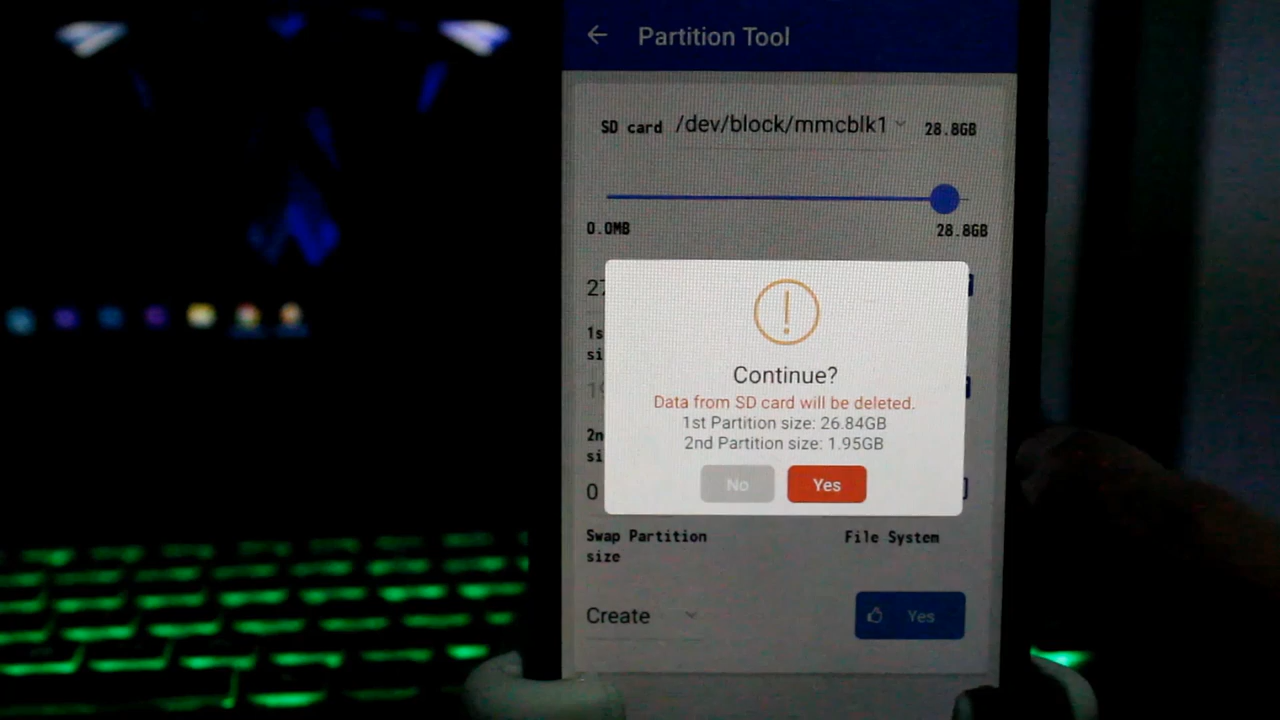 Partition Tool
SD card /dev/block/mmcblk1 28.8GB
0.0MB 28.8GB
Continue?
Data from SD card will be deleted.
1st Partition size: 26.84GB
2nd Partition size: 1.95GB
No Yes
0
Swap Partition File System
size
Create Yes